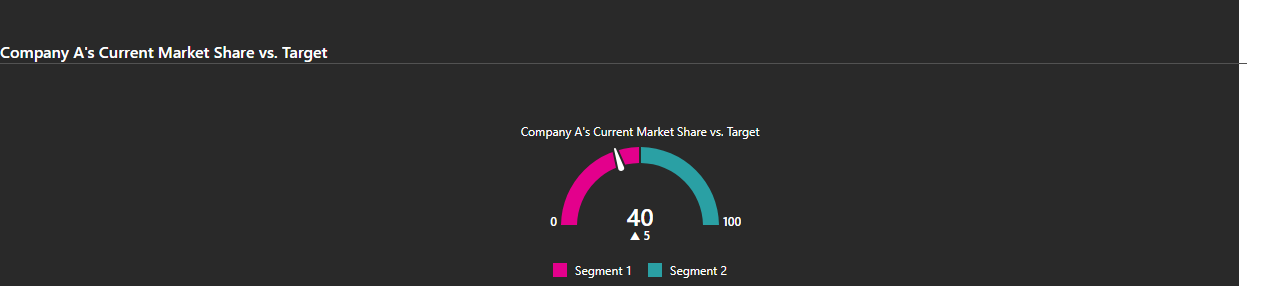 Company A's Current Market Share vs. Target
Company A's Current Market Share vs. Target
0 40 100
▲ 5
Segment 1 Segment 2